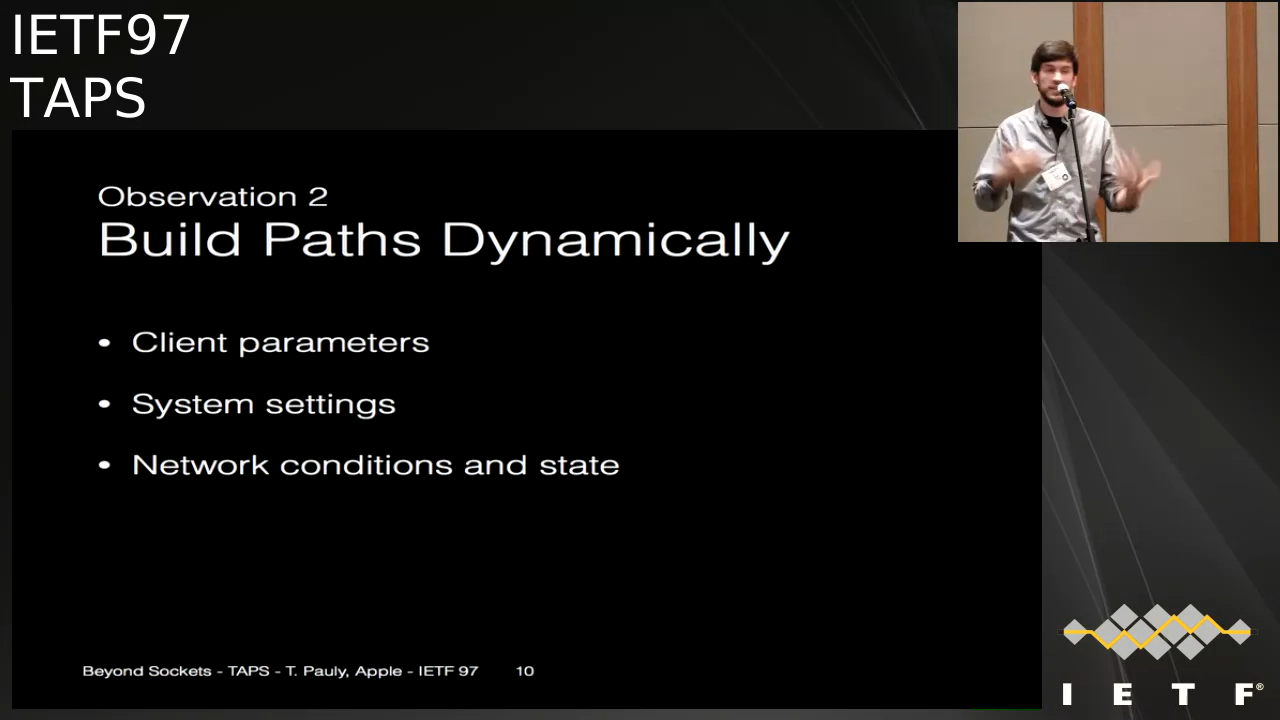 IETF97
TAPS
Observation 2
Build Paths Dynamically
• Client parameters
• System settings
• Network conditions and state
Beyond Sockets - TAPS - T. Pauly, Apple - IETF 97 10
I E T F®